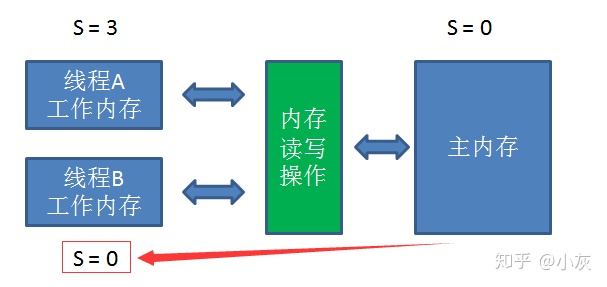 S = 3
S = 0
线程A
工作内存
内存
读写
操作
主内存
线程B
工作内存
S = 0
知乎 @小灰